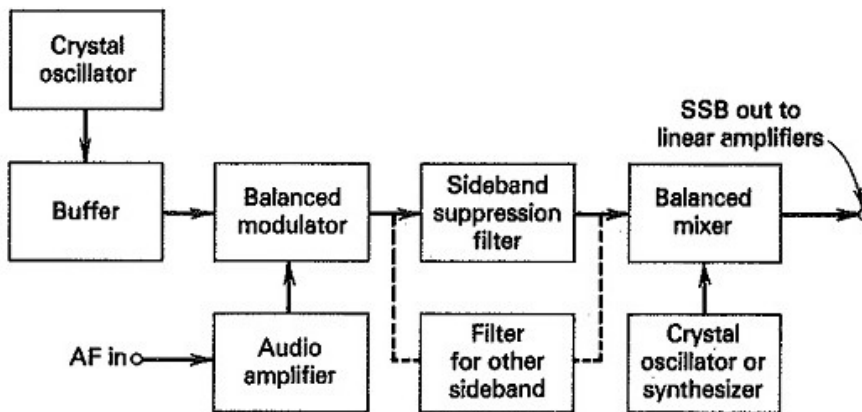 Crystal
oscillator
SSB out to
linear amplifiers
Buffer
Balanced
modulator
Sideband
suppression
filter
Balanced
mixer
AF in
Audio
amplifier
Filter
for other
sideband
Crystal
oscillator or
synthesizer